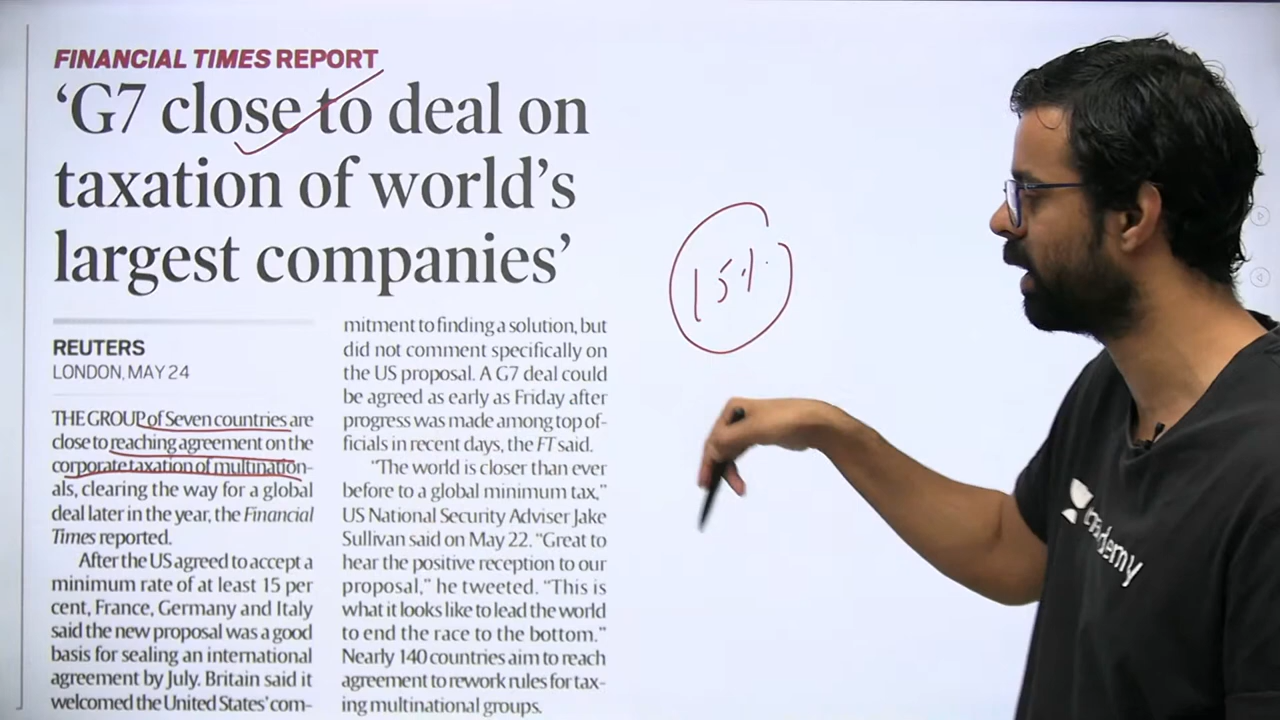 FINANCIAL TIMES REPORT
‘G7 close to deal on
taxation of world’s
largest companies’
REUTERS
LONDON, MAY 24
THE GROUP of Seven countries are
close to reaching agreement on the
corporate taxation of multination-
als, clearing the way for a global
deal later in the year, the Financial
Times reported.
After the US agreed to accept a
minimum rate of at least 15 per
cent, France, Germany and Italy
said the new proposal was a good
basis for sealing an international
agreement by July. Britain said it
welcomed the United States’ com-
mitment to finding a solution, but
did not comment specifically on
the US proposal. A G7 deal could
be agreed as early as Friday after
progress was made among top of-
ficials in recent days, the FT said.
“The world is closer than ever
before to a global minimum tax,”
US National Security Adviser Jake
Sullivan said on May 22. “Great to
hear the positive reception to our
proposal,” he tweeted. “This is
what it looks like to lead the world
to end the race to the bottom.”
Nearly 140 countries aim to reach
agreement to rework rules for tax-
ing multinational groups.
15%
unacademy